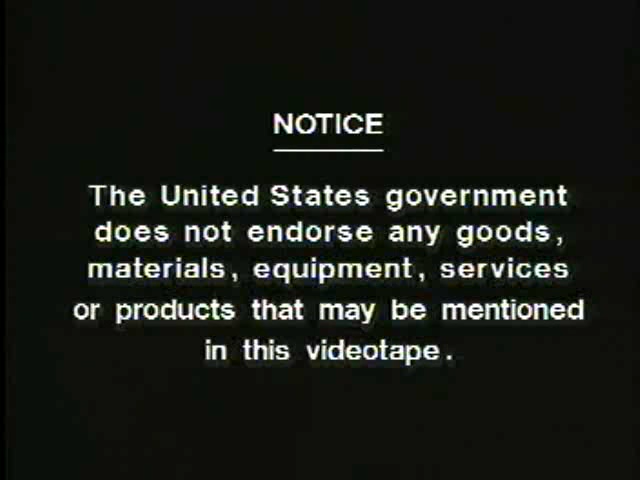 NOTICE
The United States government
does not endorse any goods,
materials, equipment, services
or products that may be mentioned
in this videotape.